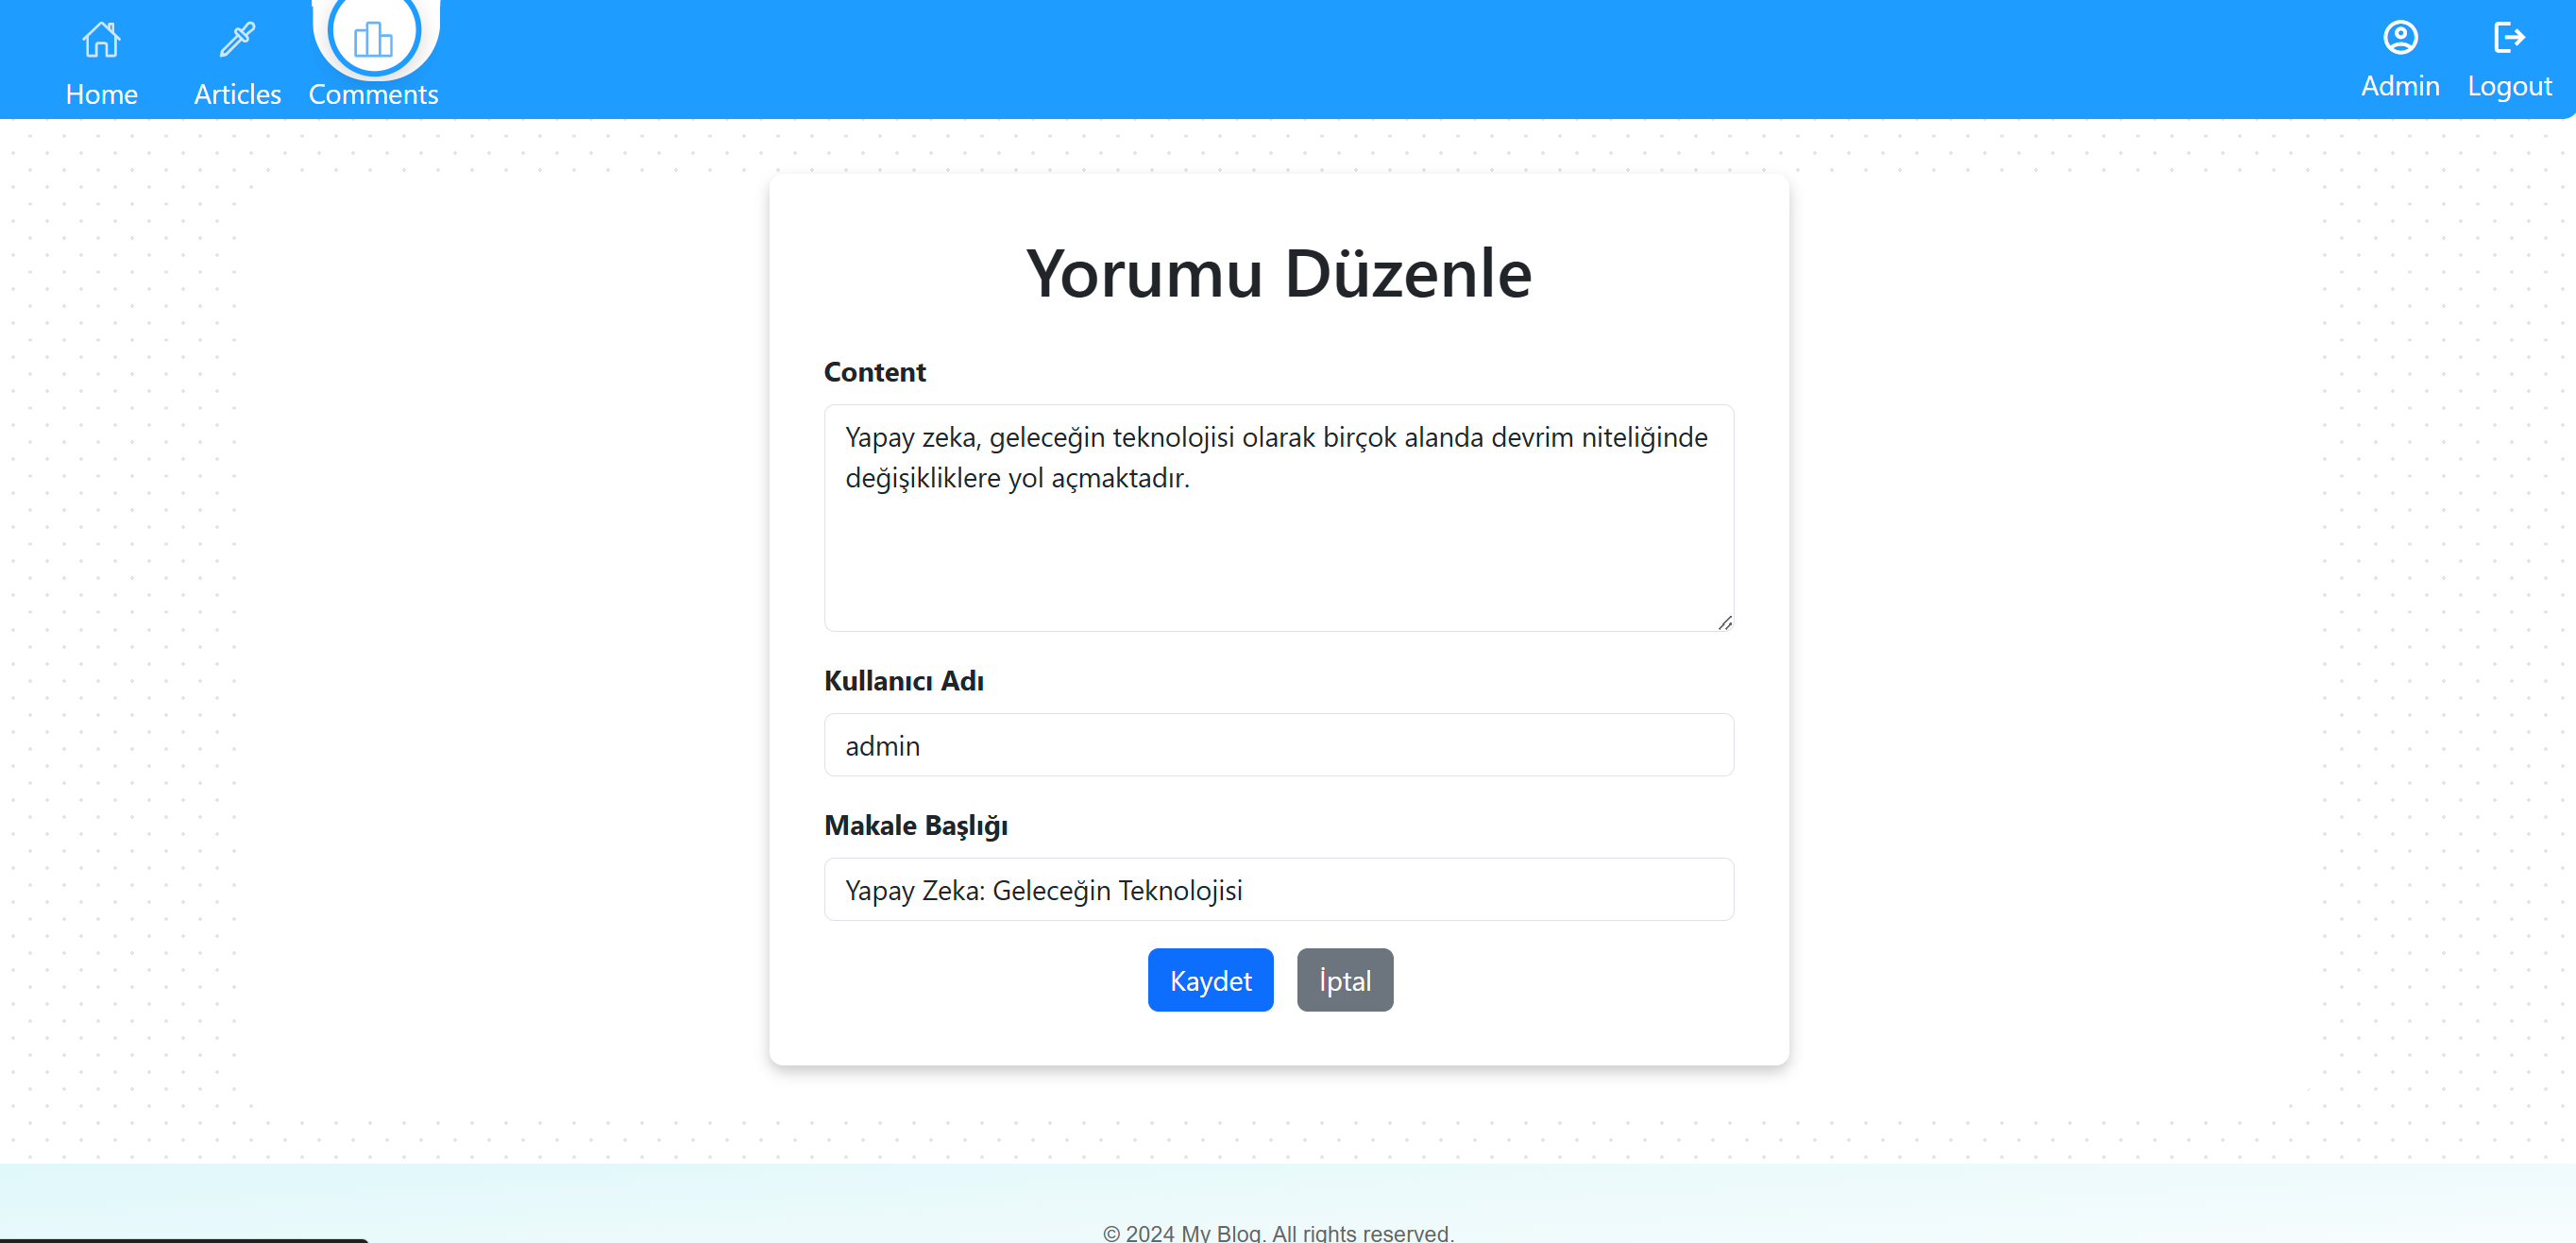 Home
Articles
Comments
Admin
Logout
Yorumu Düzenle
Content
Yapay zeka, geleceğin teknolojisi olarak birçok alanda devrim niteliğinde
değişikliklere yol açmaktadır.
Kullanıcı Adı
admin
Makale Başlığı
Yapay Zeka: Geleceğin Teknolojisi
Kaydet
İptal
© 2024 My Blog. All rights reserved.